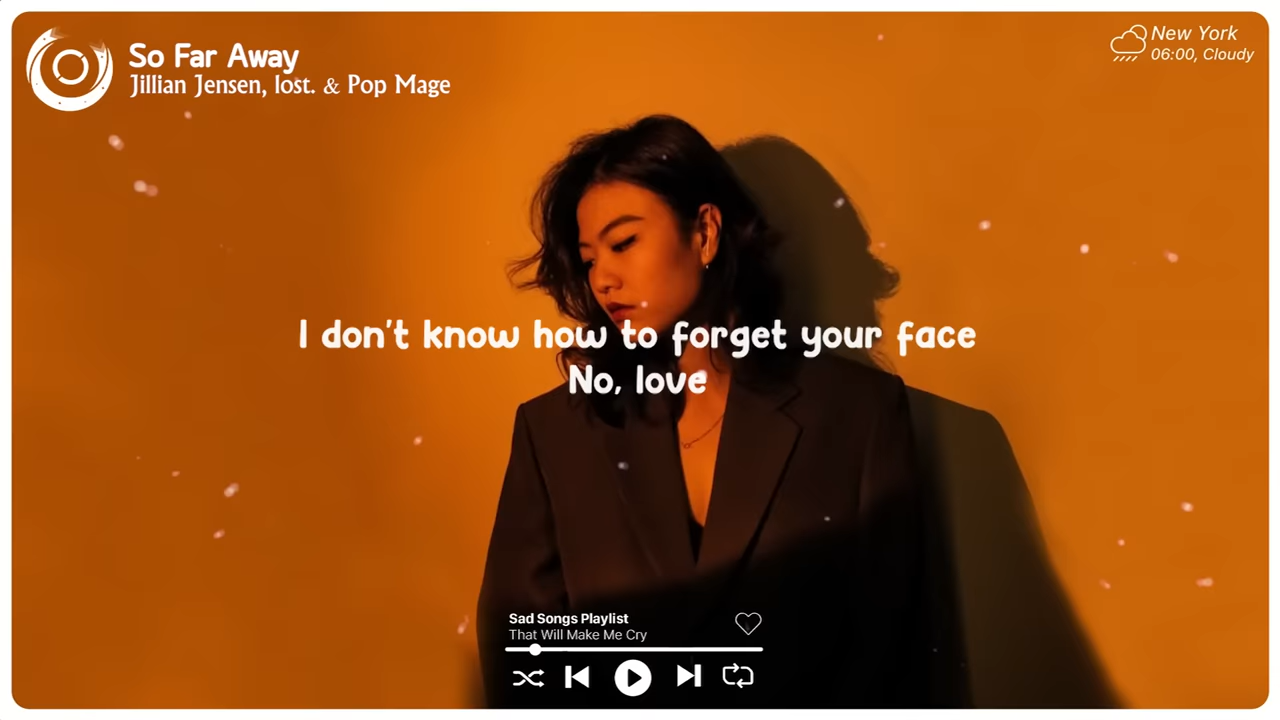 So Far Away
Jillian Jensen, lost. & Pop Mage
New York
06:00, Cloudy
I don't know how to forget your face
No, love
Sad Songs Playlist
That Will Make Me Cry